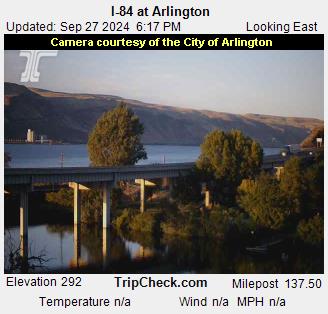 I-84 at Arlington
Updated: Sep 27 2024  6:17 PM    Looking East
Camera courtesy of the City of Arlington
Elevation 292    TripCheck.com    Milepost 137.50
Temperature n/a    Wind n/a  MPH n/a